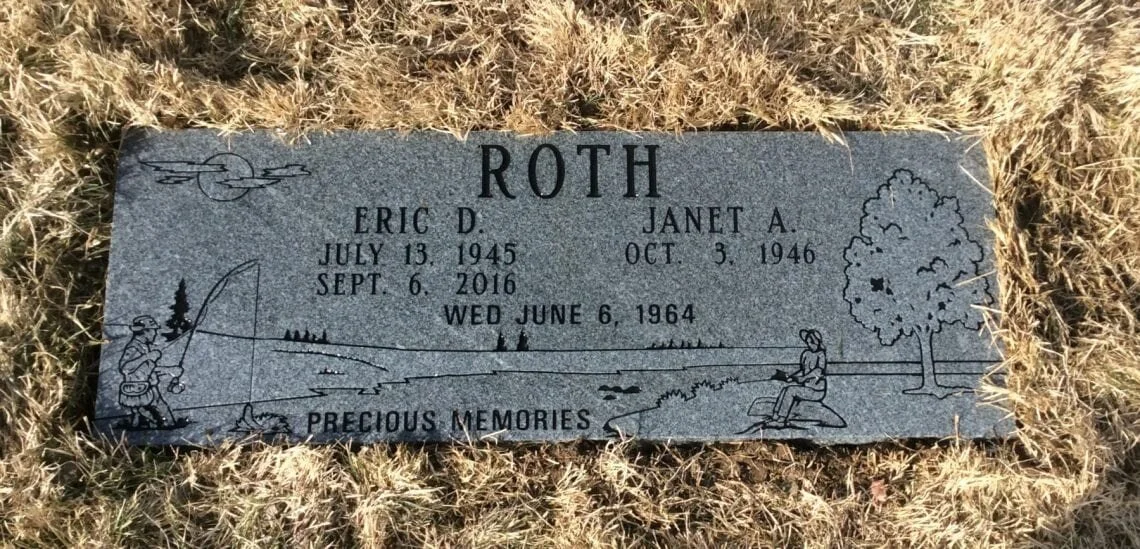 ROTH
ERIC D. JANET A.
JULY 13, 1945 OCT. 3, 1946
SEPT. 6, 2016
WED JUNE 6, 1964
PRECIOUS MEMORIES